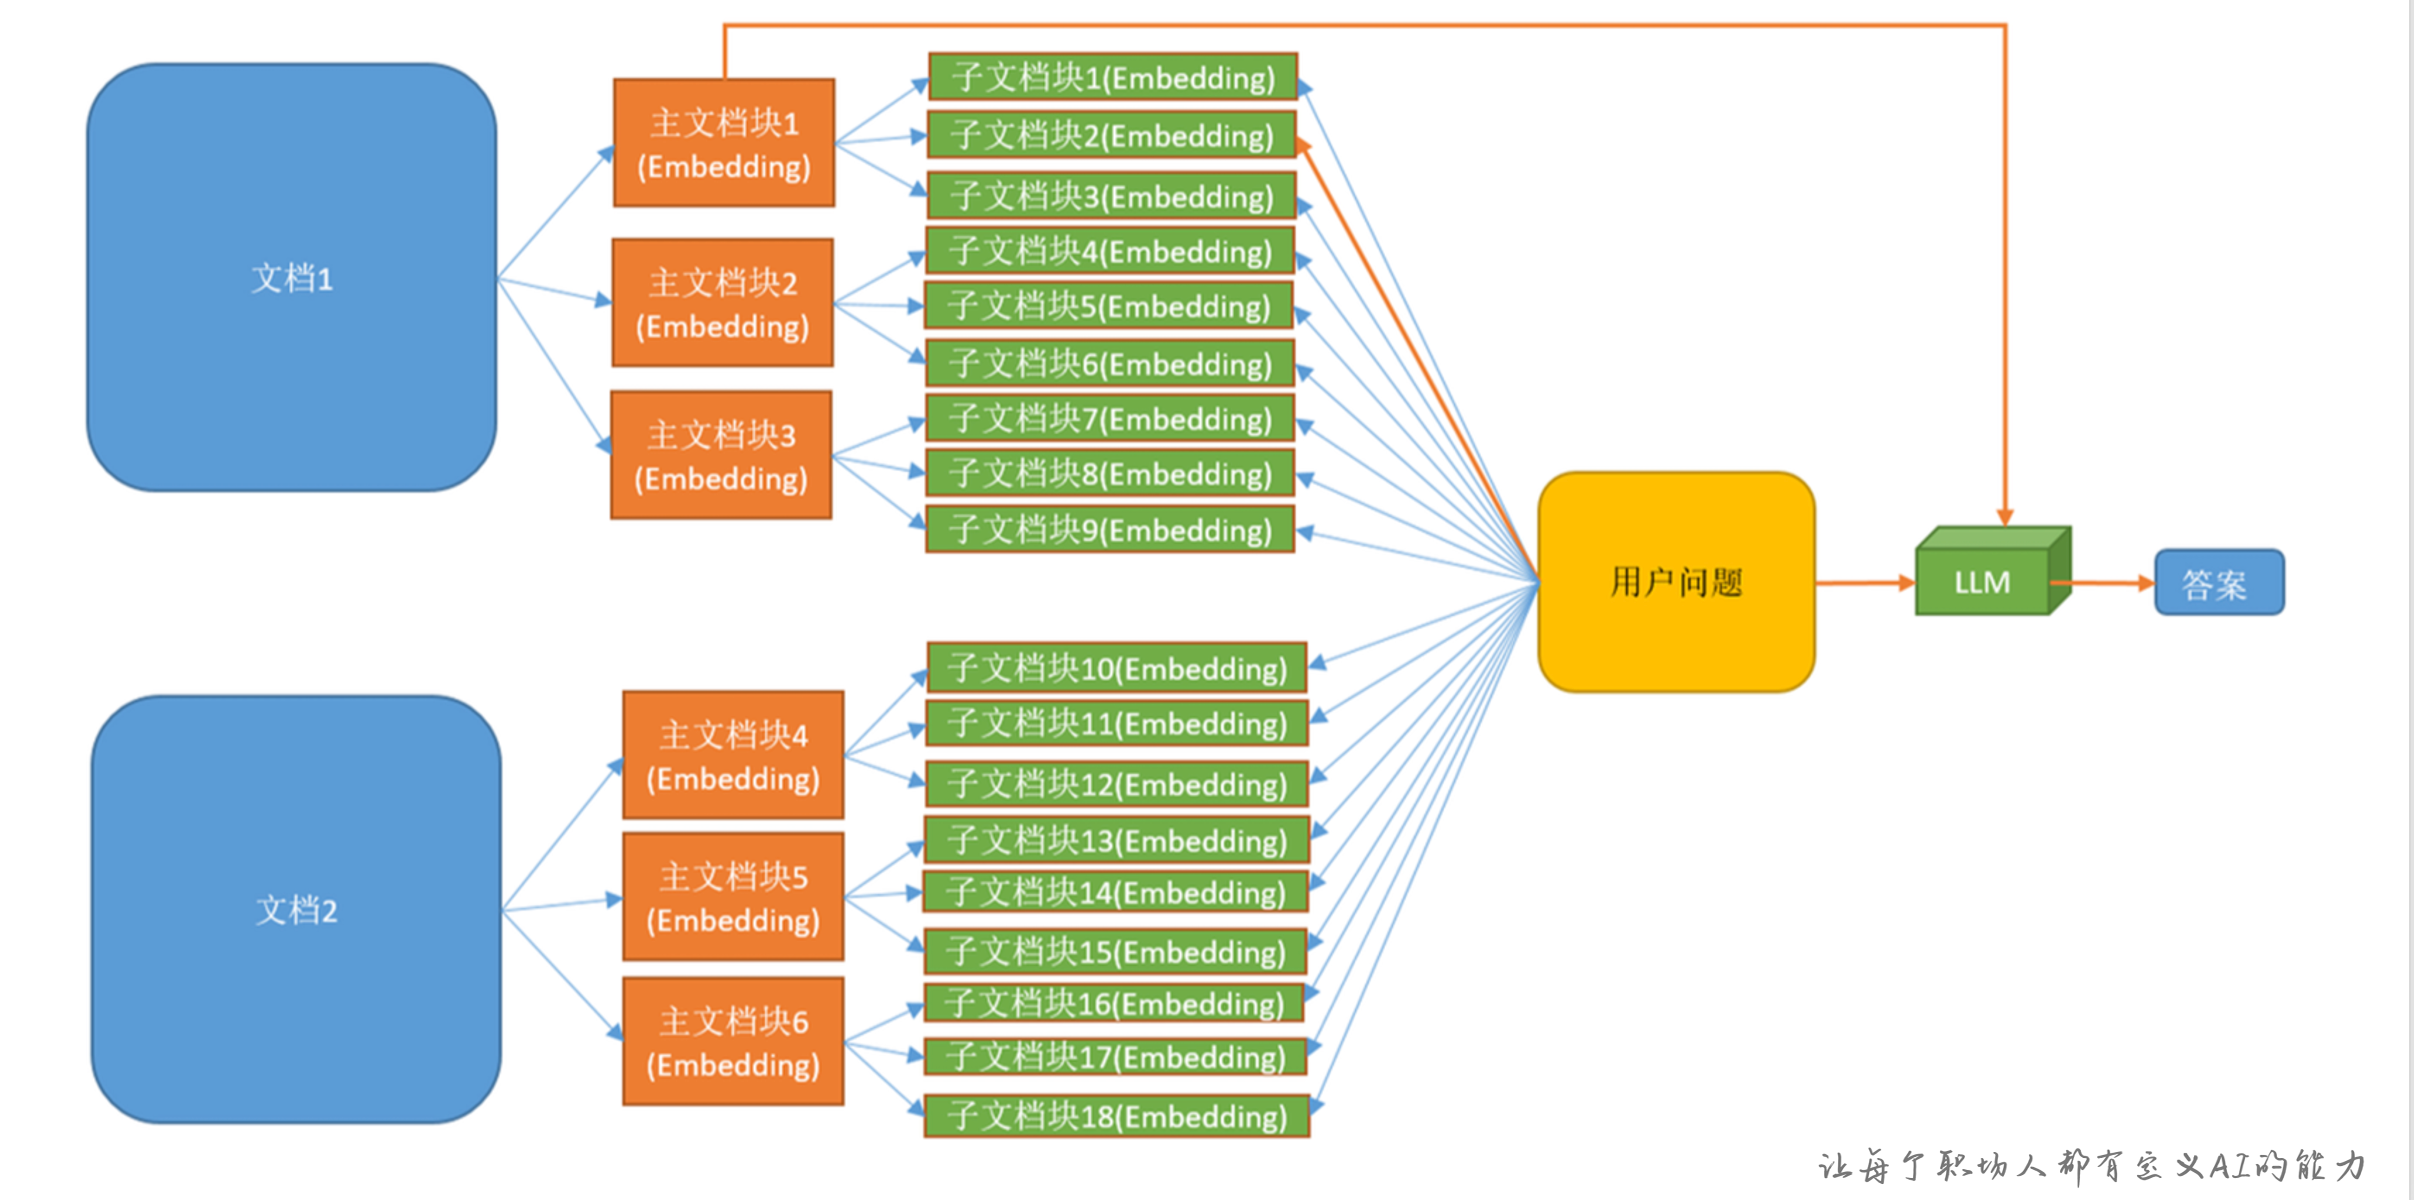 文档1
主文档块1
(Embedding)
主文档块2
(Embedding)
主文档块3
(Embedding)
子文档块1(Embedding)
子文档块2(Embedding)
子文档块3(Embedding)
子文档块4(Embedding)
子文档块5(Embedding)
子文档块6(Embedding)
子文档块7(Embedding)
子文档块8(Embedding)
子文档块9(Embedding)
文档2
主文档块4
(Embedding)
主文档块5
(Embedding)
主文档块6
(Embedding)
子文档块10(Embedding)
子文档块11(Embedding)
子文档块12(Embedding)
子文档块13(Embedding)
子文档块14(Embedding)
子文档块15(Embedding)
子文档块16(Embedding)
子文档块17(Embedding)
子文档块18(Embedding)
用户问题
LLM
答案
让每个职场人都有定义AI的能力